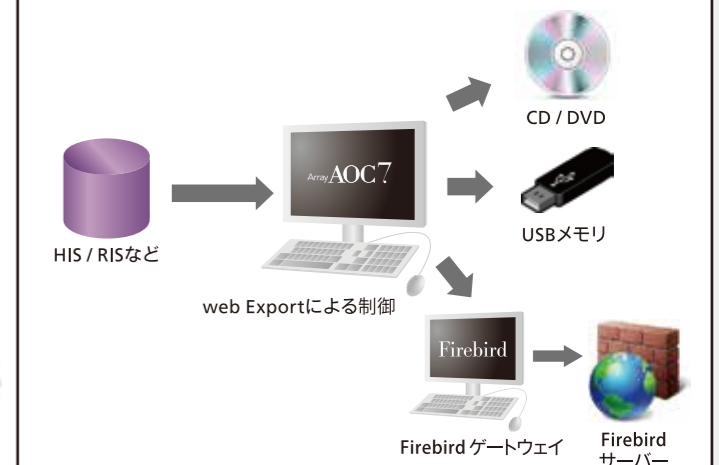 CD / DVD
Array AOC7
USBメモリ
HIS / RISなど
web Exportによる制御
Firebird
Firebird ゲートウェイ
Firebird
サーバー